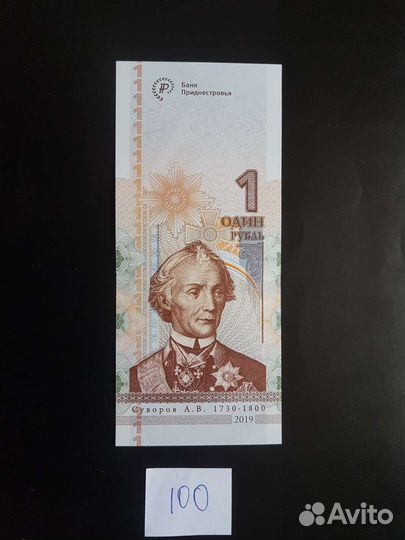 Банк
Приднестровья
1
ОДИН
РУБЛЬ
Суворов А.В. 1730-1800
2019
100
Avito